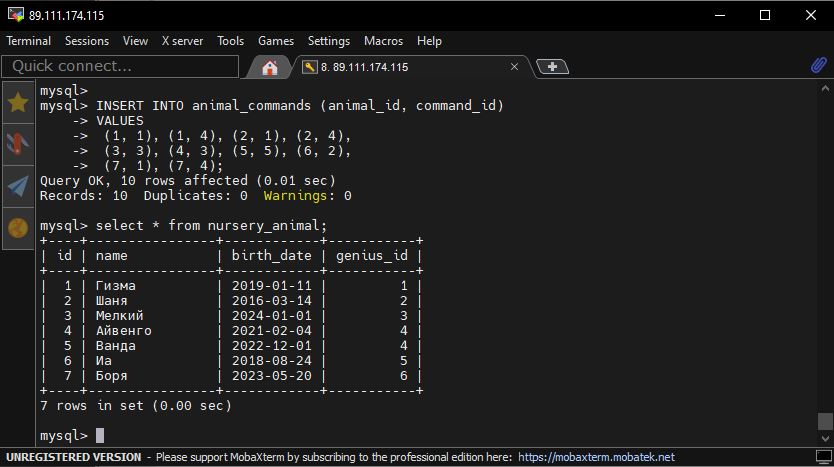 89.111.174.115
Terminal Sessions View X server Tools Games Settings Macros Help
Quick connect...
8. 89.111.174.115
mysql>
mysql> INSERT INTO animal_commands (animal_id, command_id)
    -> VALUES
    ->  (1, 1), (1, 4), (2, 1), (2, 4),
    ->  (3, 3), (4, 3), (5, 5), (6, 2),
    ->  (7, 1), (7, 4);
Query OK, 10 rows affected (0.01 sec)
Records: 10  Duplicates: 0  Warnings: 0
mysql> select * from nursery_animal;
+----+----------------+------------+-----------+
| id | name           | birth_date | genius_id |
+----+----------------+------------+-----------+
|  1 | Гизма          | 2019-01-11 |         1 |
|  2 | Шаня           | 2016-03-14 |         2 |
|  3 | Мелкий         | 2024-01-01 |         3 |
|  4 | Айвенго        | 2021-02-04 |         4 |
|  5 | Ванда          | 2022-12-01 |         4 |
|  6 | Иа             | 2018-08-24 |         5 |
|  7 | Боря           | 2023-05-20 |         6 |
+----+----------------+------------+-----------+
7 rows in set (0.00 sec)
mysql>
UNREGISTERED VERSION - Please support MobaXterm by subscribing to the professional edition here: https://mobaxterm.mobatek.net